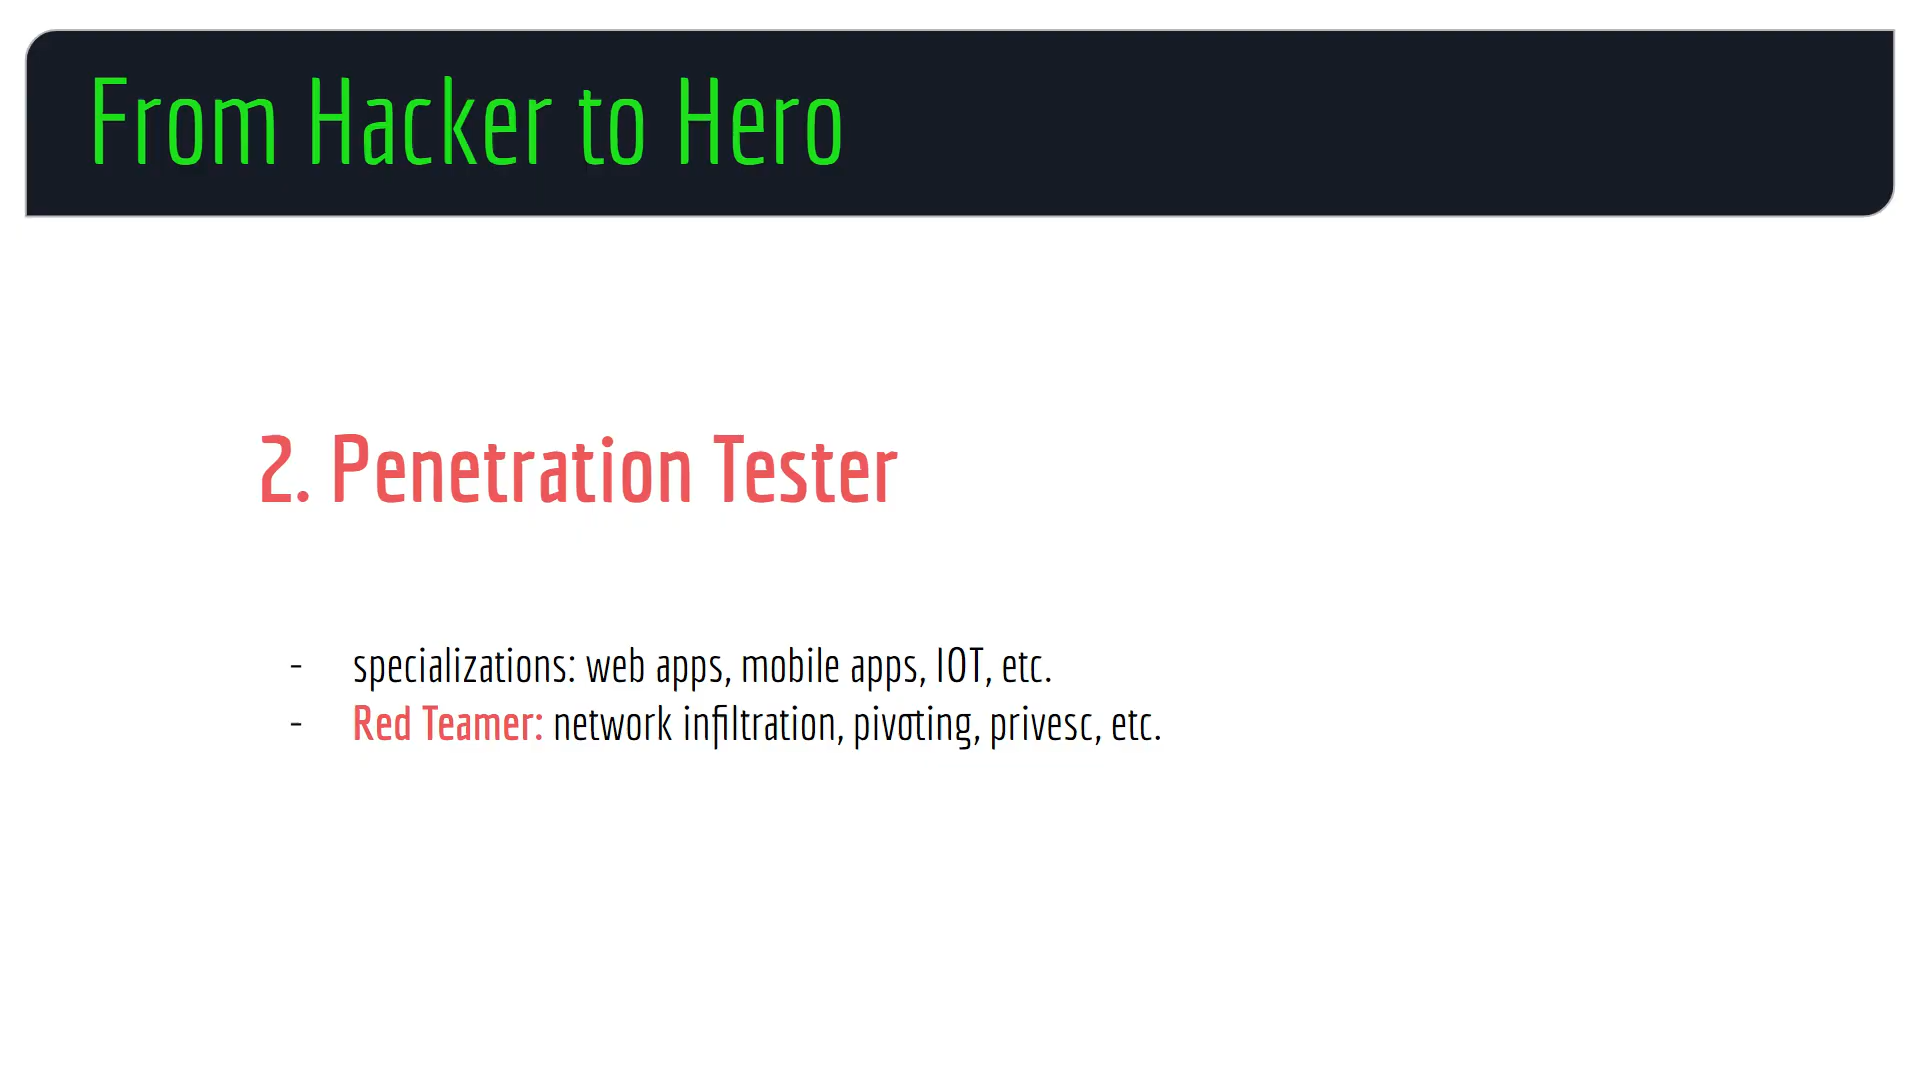 From Hacker to Hero
2. Penetration Tester
- specializations: web apps, mobile apps, IOT, etc.
- Red Teamer: network infiltration, pivoting, privesc, etc.